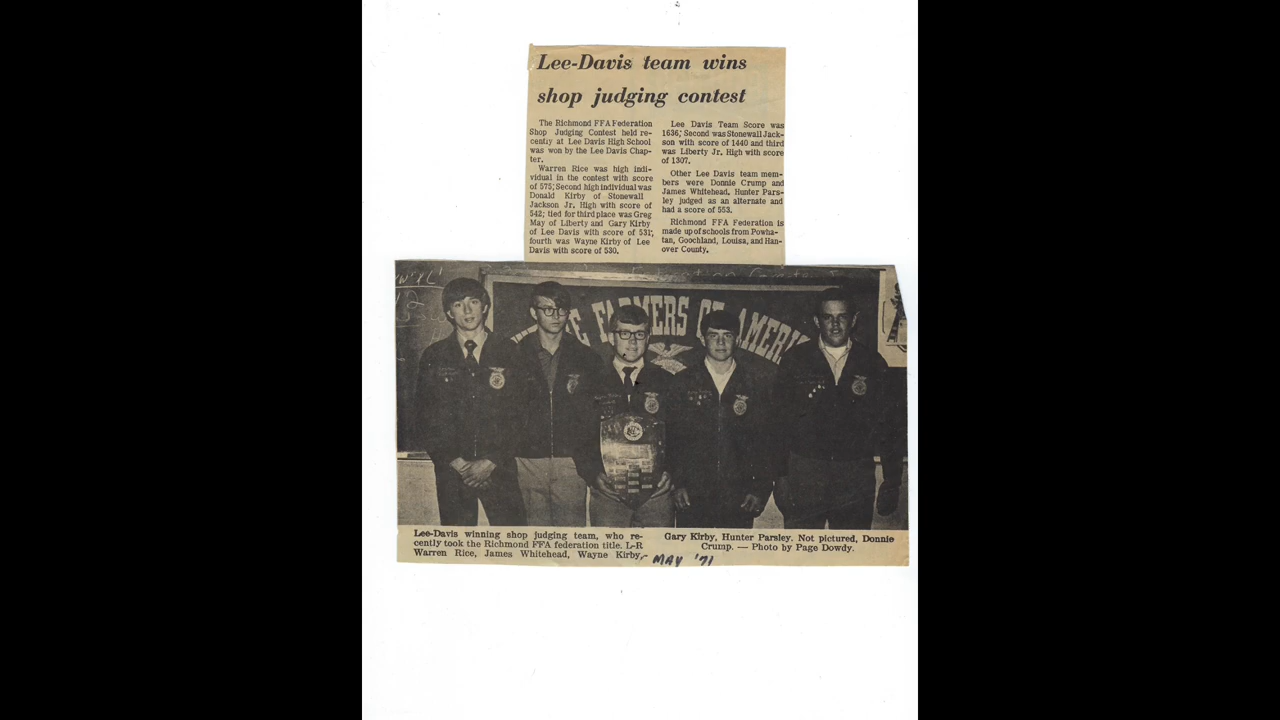 Lee-Davis team wins
shop judging contest
The Richmond FFA Federation
Shop Judging Contest held re-
cently at Lee Davis High School
was won by the Lee Davis Chap-
ter.
Warren Rice was high indi-
vidual in the contest with score
of 575; Second high individual was
Donald Kirby of Stonewall
Jackson Jr. High with score of
542; tied for third place was Greg
May of Liberty and Gary Kirby
of Lee Davis with score of 531;
fourth was Wayne Kirby of Lee
Davis with score of 530.
Lee Davis Team Score was
1636; Second was Stonewall Jack-
son with score of 1440 and third
was Liberty Jr. High with score
of 1307.
Other Lee Davis team mem-
bers were Donnie Crump and
James Whitehead, Hunter Pars-
ley judged as an alternate and
had a score of 553.
Richmond FFA Federation is
made up of schools from Powha-
tan, Goochland, Louisa, and Han-
over County.
FARMERS OF AMERI
Lee-Davis winning shop judging team, who re-
cently took the Richmond FFA federation title. L-R
Warren Rice, James Whitehead, Wayne Kirby,
Gary Kirby, Hunter Parsley. Not pictured, Donnie
Crump. — Photo by Page Dowdy.
MAY '71